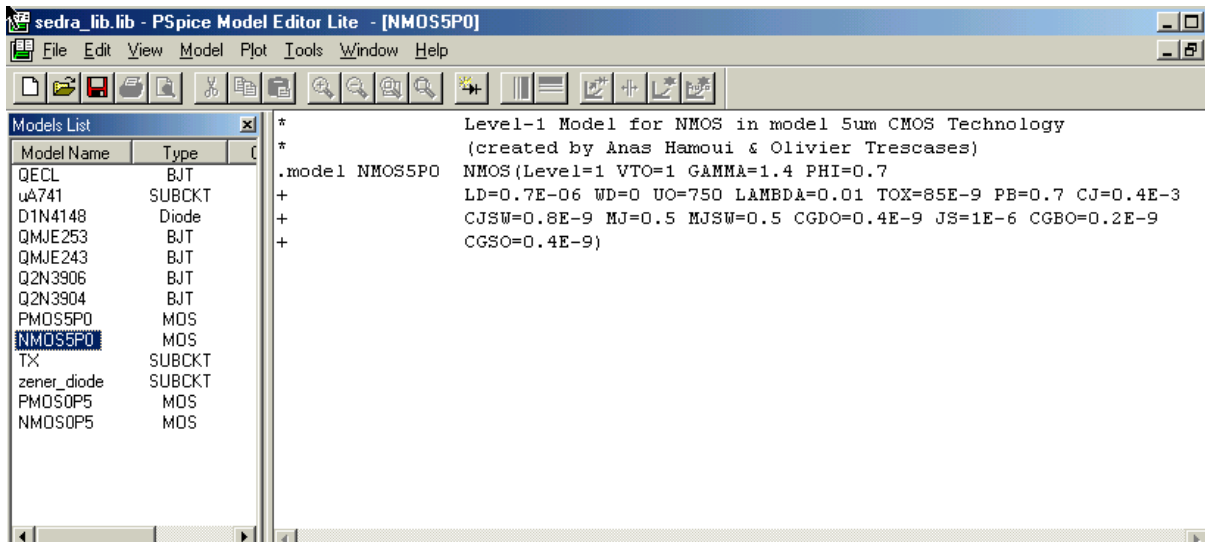 sedra_lib.lib - PSpice Model Editor Lite - [NMOS5P0]
File Edit View Model Plot Tools Window Help
Models List
Model Name Type
QECL BJT
uA741 SUBCKT
D1N4148 Diode
QMJE253 BJT
QMJE243 BJT
Q2N3906 BJT
Q2N3904 BJT
PMOS5P0 MOS
NMOS5P0 MOS
TX SUBCKT
zener_diode SUBCKT
PMOS0P5 MOS
NMOS0P5 MOS
* Level-1 Model for NMOS in model 5um CMOS Technology
* (created by Anas Hamoui & Olivier Trescases)
.model NMOS5P0 NMOS(Level=1 VTO=1 GAMMA=1.4 PHI=0.7
+ LD=0.7E-06 WD=0 UO=750 LAMBDA=0.01 TOX=85E-9 PB=0.7 CJ=0.4E-3
+ CJSW=0.8E-9 MJ=0.5 MJSW=0.5 CGDO=0.4E-9 JS=1E-6 CGBO=0.2E-9
+ CGSO=0.4E-9)